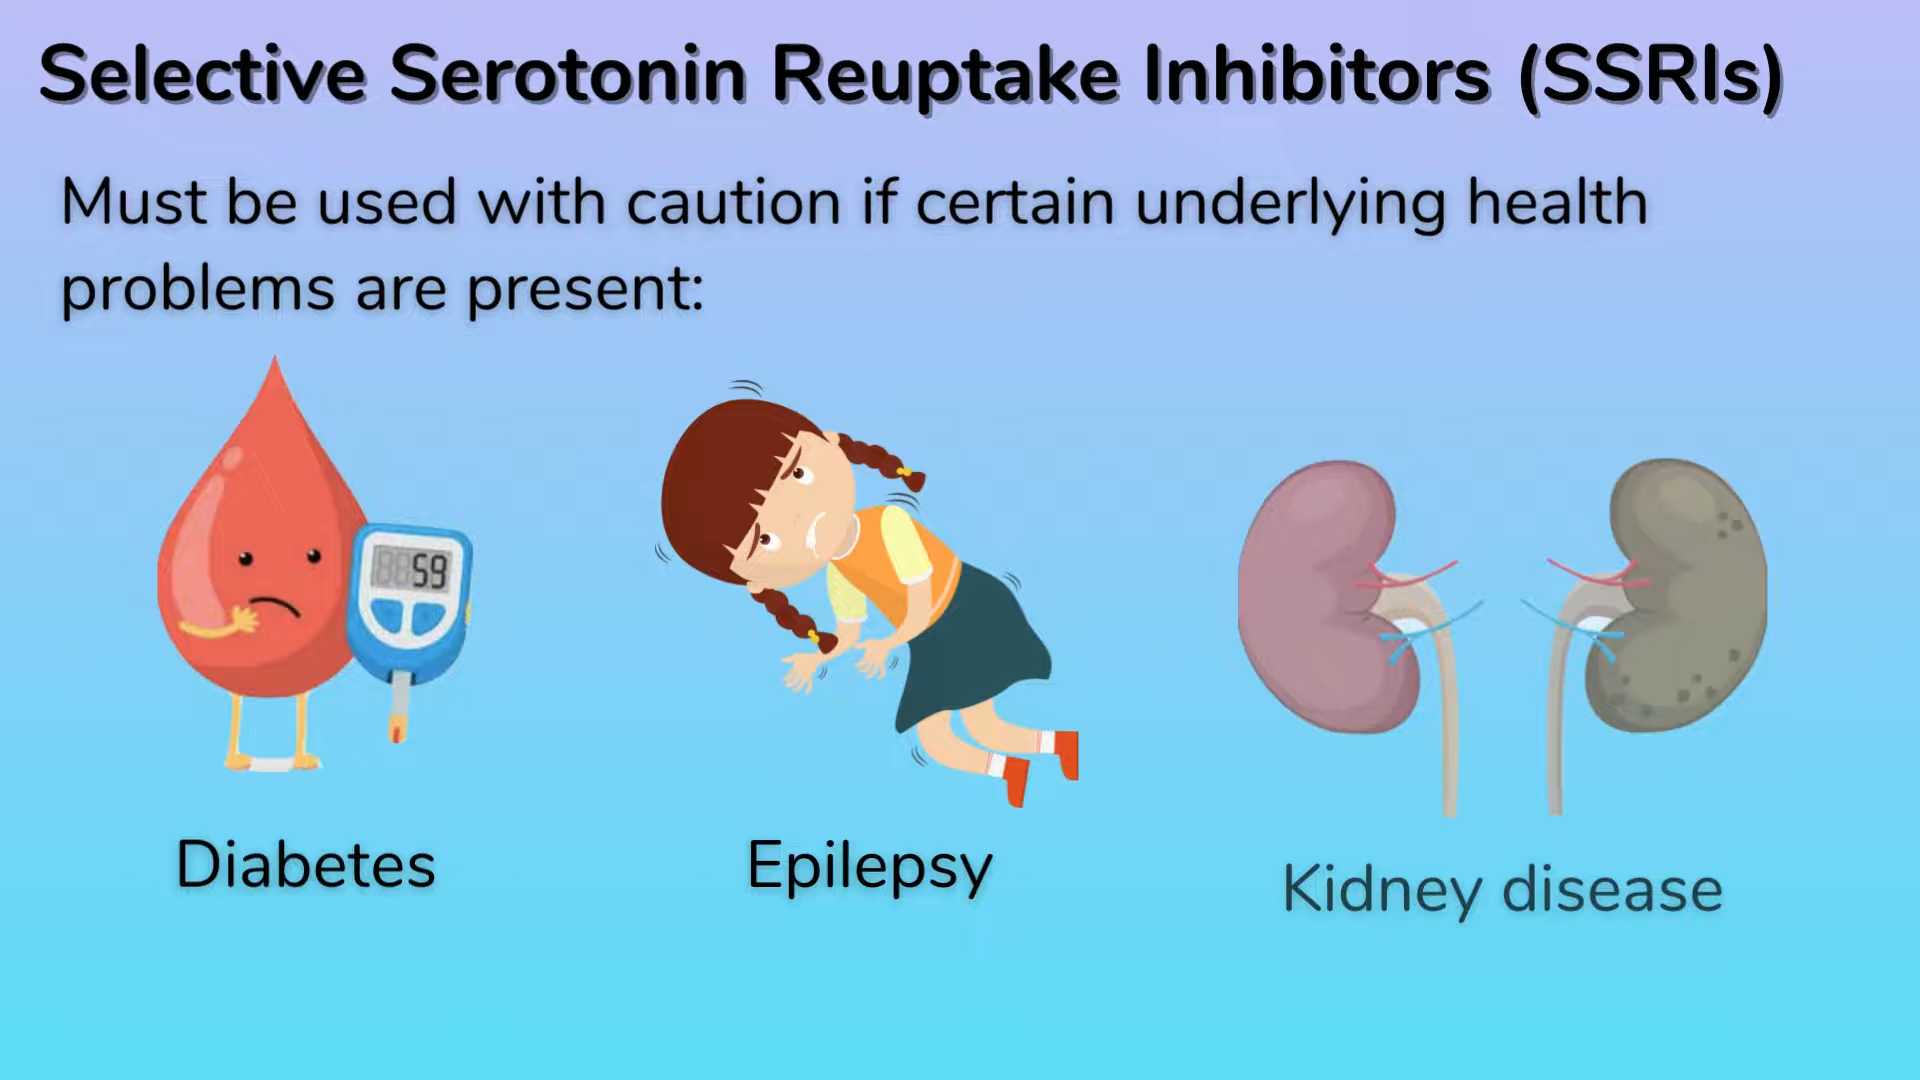 Selective Serotonin Reuptake Inhibitors (SSRIs)
Must be used with caution if certain underlying health
problems are present:
59
Diabetes
Epilepsy
Kidney disease